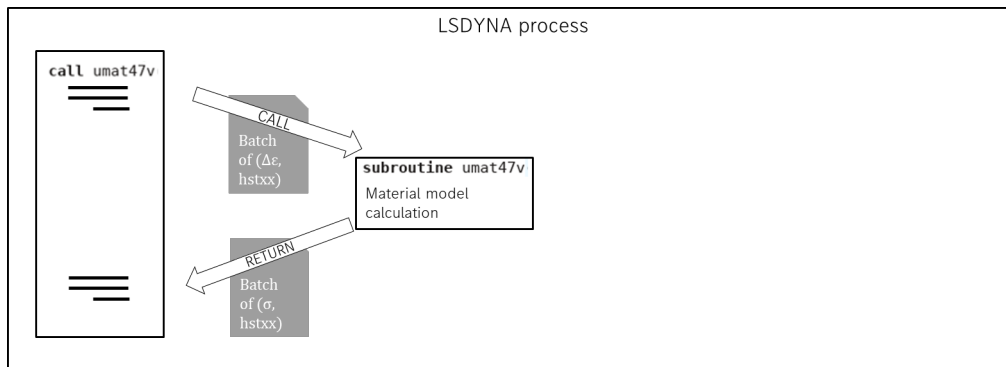 LSDYNA process
call umat47v
CALL
Batch
of (Δε,
hstxx)
subroutine umat47v
Material model
calculation
RETURN
Batch
of (σ,
hstxx)